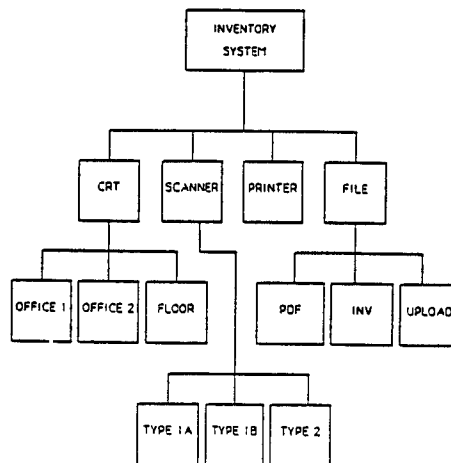 INVENTORY
SYSTEM
CRT
SCANNER
PRINTER
FILE
OFFICE 1
OFFICE 2
FLOOR
PDF
INV
UPLOAD
TYPE 1A
TYPE 1B
TYPE 2